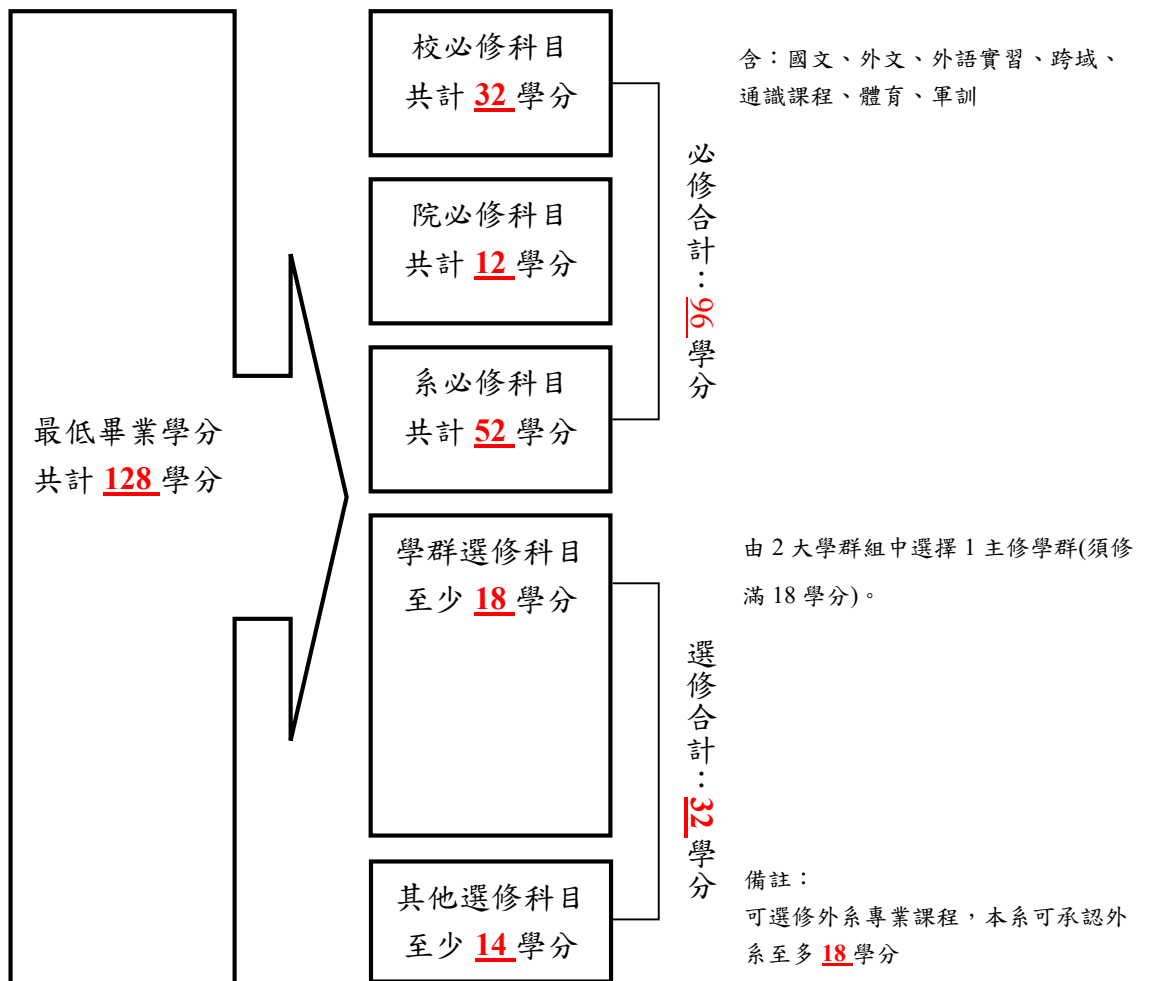 校必修科目
共計 32 學分
含：國文、外文、外語實習、跨域、
通識課程、體育、軍訓
院必修科目
共計 12 學分
必修合計：96 學分
系必修科目
共計 52 學分
最低畢業學分
共計 128 學分
學群選修科目
至少 18 學分
由 2 大學群組中選擇 1 主修學群(須修
滿 18 學分)。
選修合計：32 學分
其他選修科目
至少 14 學分
備註：
可選修外系專業課程，本系可承認外
系至多 18 學分